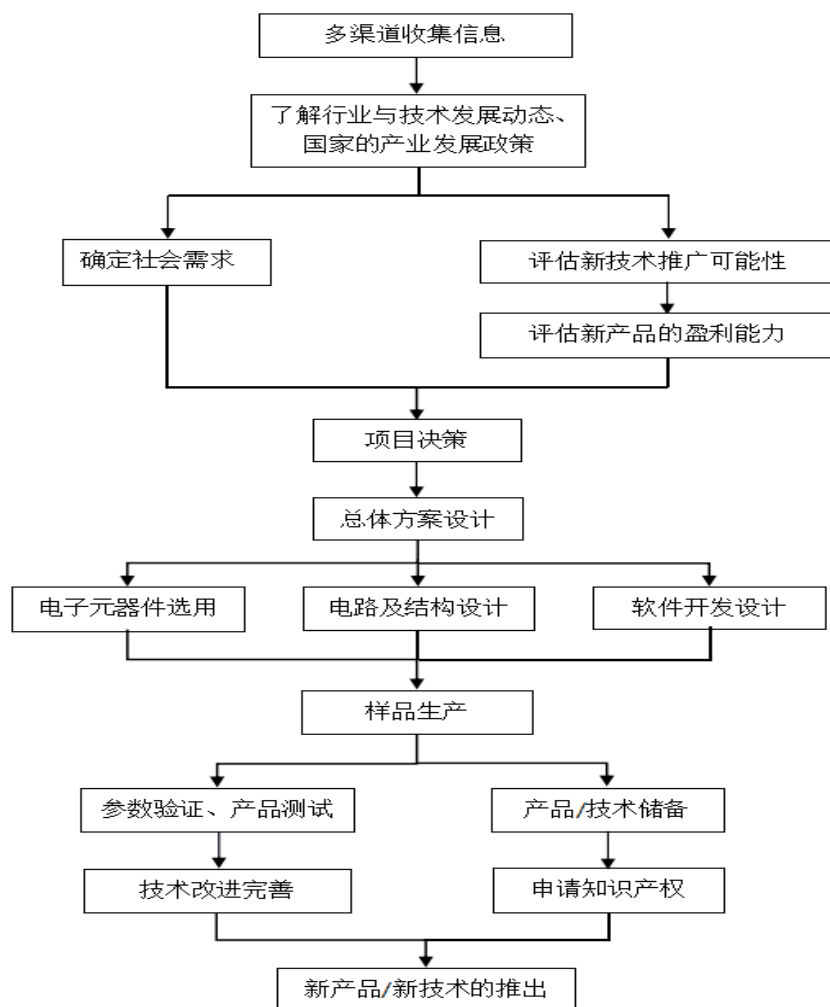 多渠道收集信息
了解行业与技术发展动态、
国家的产业发展政策
确定社会需求
评估新技术推广可能性
评估新产品的盈利能力
项目决策
总体方案设计
电子元器件选用
电路及结构设计
软件开发设计
样品生产
参数验证、产品测试
产品/技术储备
技术改进完善
申请知识产权
新产品/新技术的推出